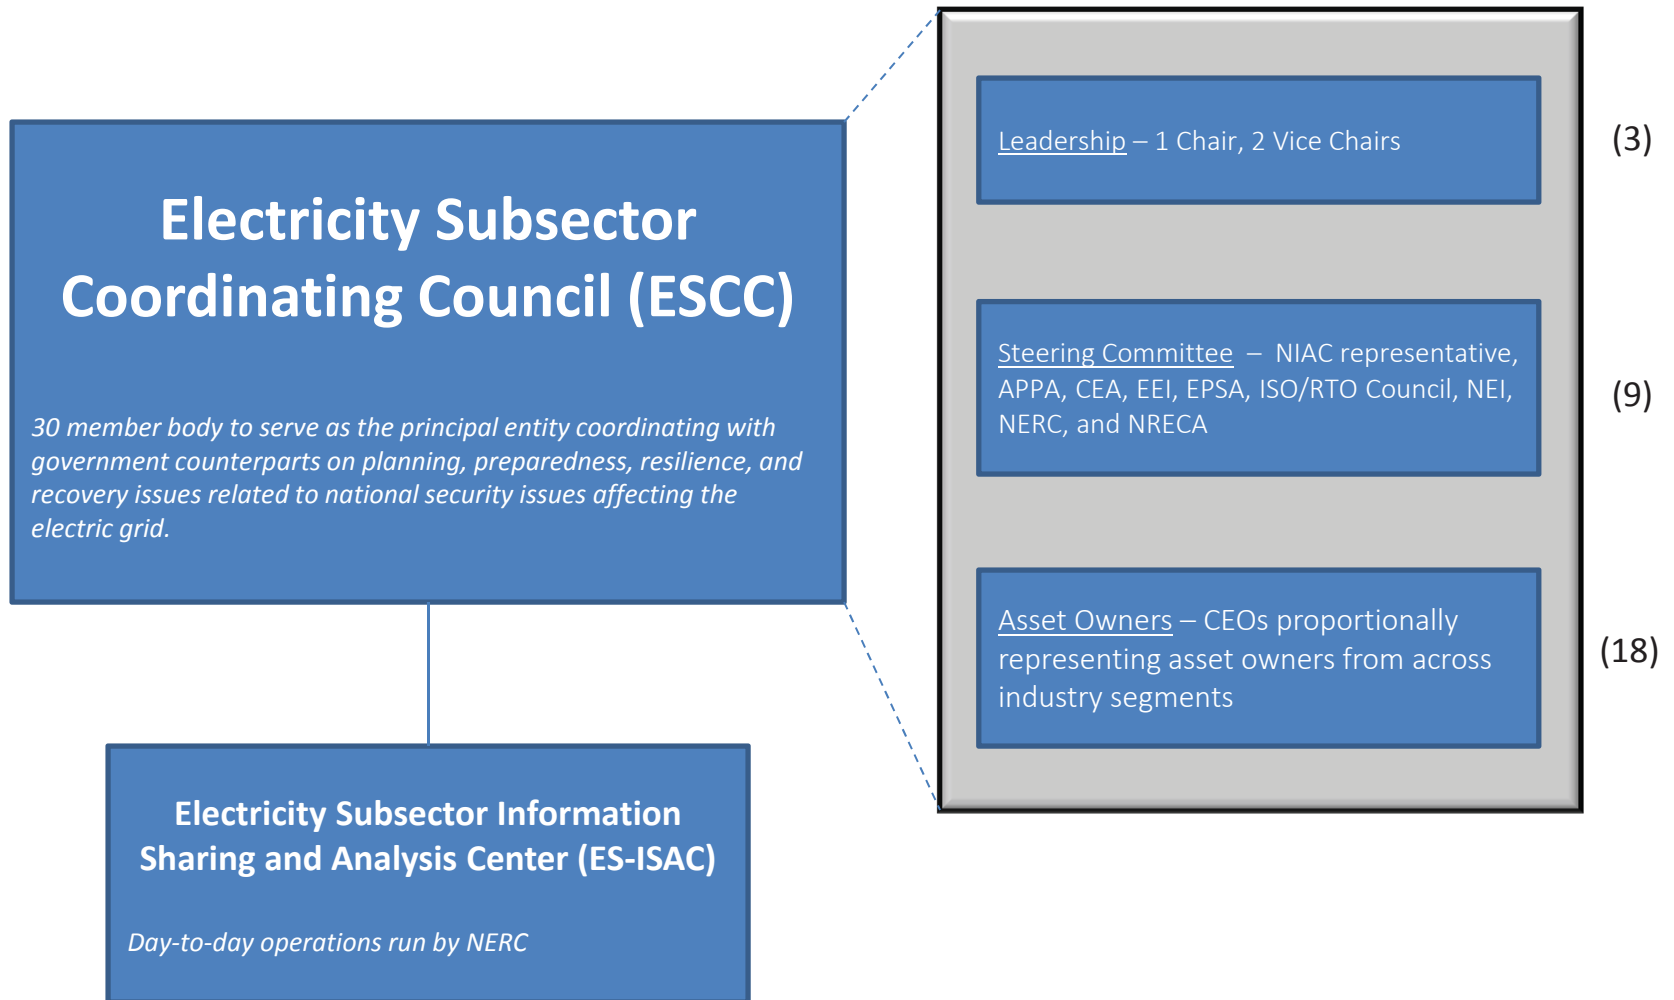 Electricity Subsector
Coordinating Council (ESCC)
30 member body to serve as the principal entity coordinating with
government counterparts on planning, preparedness, resilience, and
recovery issues related to national security issues affecting the
electric grid.
Electricity Subsector Information
Sharing and Analysis Center (ES-ISAC)
Day-to-day operations run by NERC
Leadership – 1 Chair, 2 Vice Chairs
(3)
Steering Committee – NIAC representative,
APPA, CEA, EEI, EPSA, ISO/RTO Council, NEI,
NERC, and NRECA
(9)
Asset Owners – CEOs proportionally
representing asset owners from across
industry segments
(18)